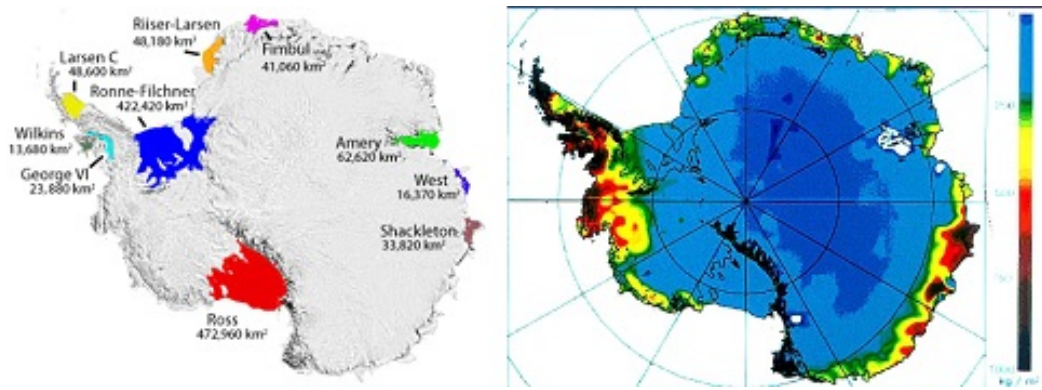 Riiser-Larsen
48,180 km²
Fimbul
41,060 km²
Larsen C
48,600 km²
Ronne-Filchner
422,420 km²
Wilkins
13,680 km²
George VI
23,880 km²
Amery
62,620 km²
West
16,370 km²
Shackleton
33,820 km²
Ross
472,960 km²
0
250
500
kg / m²